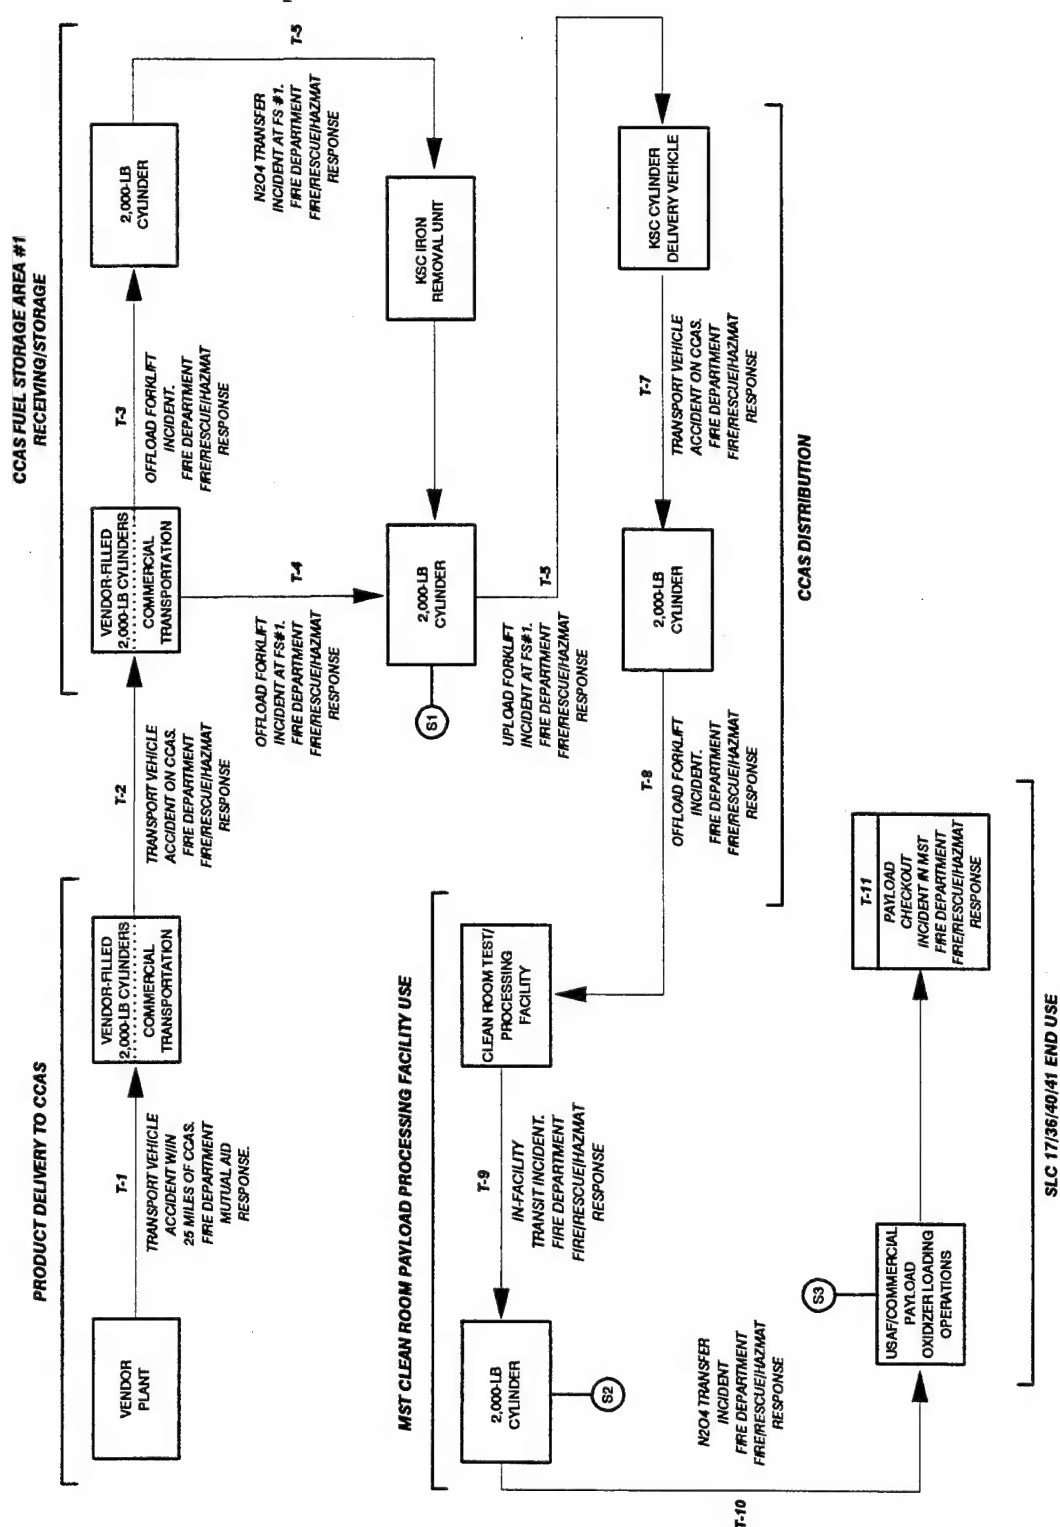 PRODUCT DELIVERY TO CCAS
VENDOR
PLANT
T-1
TRANSPORT VEHICLE
ACCIDENT W/IN
25 MILES OF CCAS.
FIRE DEPARTMENT
MUTUAL AID
RESPONSE.
VENDOR-FILLED
2,000-LB CYLINDERS
COMMERCIAL
TRANSPORTATION
T-2
TRANSPORT VEHICLE
ACCIDENT ON CCAS.
FIRE DEPARTMENT
FIRE/RESCUE/HAZMAT
RESPONSE
CCAS FUEL STORAGE AREA #1
RECEIVING/STORAGE
VENDOR-FILLED
2,000-LB CYLINDERS
COMMERCIAL
TRANSPORTATION
T-3
OFFLOAD FORKLIFT
INCIDENT.
FIRE DEPARTMENT
FIRE/RESCUE/HAZMAT
RESPONSE
2,000-LB
CYLINDER
T-5
N2O4 TRANSFER
INCIDENT AT FS #1.
FIRE DEPARTMENT
FIRE/RESCUE/HAZMAT
RESPONSE
KSC IRON
REMOVAL UNIT
T-4
OFFLOAD FORKLIFT
INCIDENT AT FS#1.
FIRE DEPARTMENT
FIRE/RESCUE/HAZMAT
RESPONSE
2,000-LB
CYLINDER
S1
T-5
UPLOAD FORKLIFT
INCIDENT AT FS#1.
FIRE DEPARTMENT
FIRE/RESCUE/HAZMAT
RESPONSE
KSC CYLINDER
DELIVERY VEHICLE
T-7
TRANSPORT VEHICLE
ACCIDENT ON CCAS.
FIRE DEPARTMENT
FIRE/RESCUE/HAZMAT
RESPONSE
2,000-LB
CYLINDER
CCAS DISTRIBUTION
T-8
OFFLOAD FORKLIFT
INCIDENT.
FIRE DEPARTMENT
FIRE/RESCUE/HAZMAT
RESPONSE
MST CLEAN ROOM PAYLOAD PROCESSING FACILITY USE
CLEAN ROOM TEST/
PROCESSING
FACILITY
T-9
IN-FACILITY
TRANSIT INCIDENT.
FIRE DEPARTMENT
FIRE/RESCUE/HAZMAT
RESPONSE
2,000-LB
CYLINDER
S2
T-10
N2O4 TRANSFER
INCIDENT
FIRE DEPARTMENT
FIRE/RESCUE/HAZMAT
RESPONSE
S3
USAF/COMMERCIAL
PAYLOAD
OXIDIZER LOADING
OPERATIONS
T-11
PAYLOAD
CHECKOUT
INCIDENT IN MST
FIRE DEPARTMENT
FIRE/RESCUE/HAZMAT
RESPONSE
SLC 17/36/40/41 END USE